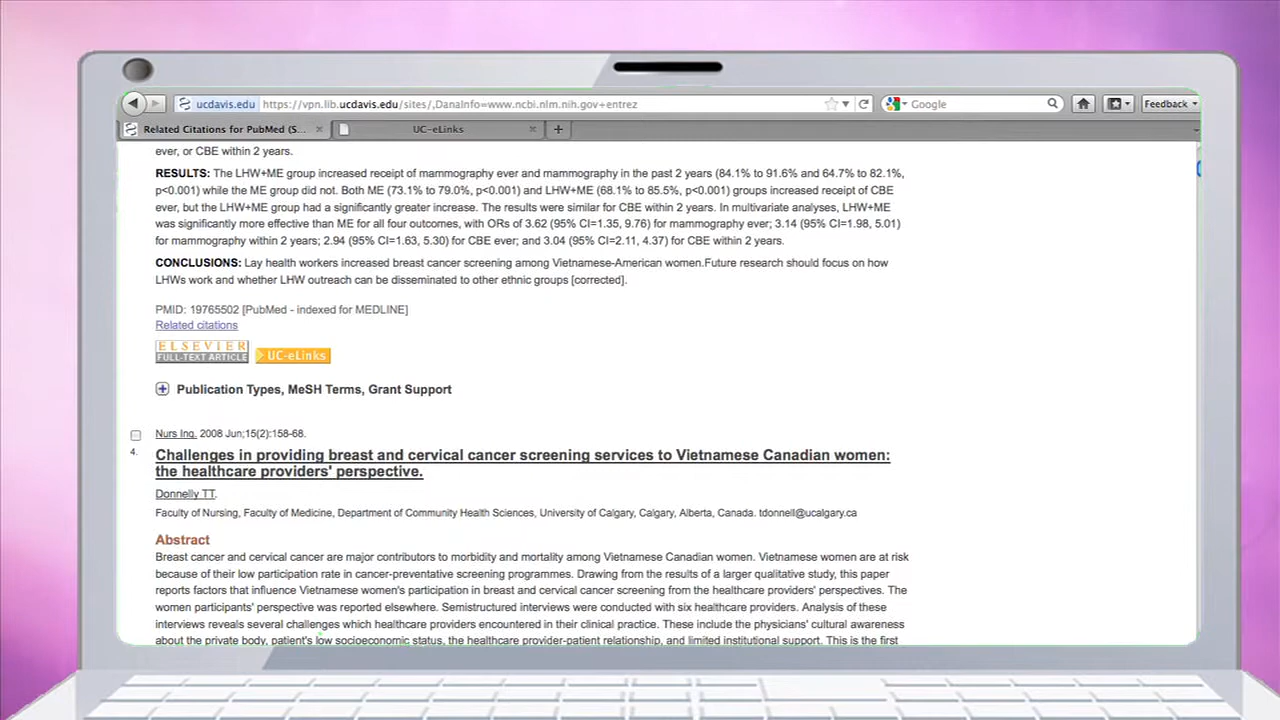 ucdavis.edu https://vpn.lib.ucdavis.edu/sites/,DanaInfo=www.ncbi.nlm.nih.gov+entrez Google Feedback
Related Citations for PubMed (S... UC-eLinks
ever, or CBE within 2 years.
RESULTS: The LHW+ME group increased receipt of mammography ever and mammography in the past 2 years (84.1% to 91.6% and 64.7% to 82.1%,
p<0.001) while the ME group did not. Both ME (73.1% to 79.0%, p<0.001) and LHW+ME (68.1% to 85.5%, p<0.001) groups increased receipt of CBE
ever, but the LHW+ME group had a significantly greater increase. The results were similar for CBE within 2 years. In multivariate analyses, LHW+ME
was significantly more effective than ME for all four outcomes, with ORs of 3.62 (95% CI=1.35, 9.76) for mammography ever; 3.14 (95% CI=1.98, 5.01)
for mammography within 2 years; 2.94 (95% CI=1.63, 5.30) for CBE ever; and 3.04 (95% CI=2.11, 4.37) for CBE within 2 years.
CONCLUSIONS: Lay health workers increased breast cancer screening among Vietnamese-American women.Future research should focus on how
LHWs work and whether LHW outreach can be disseminated to other ethnic groups [corrected].
PMID: 19765502 [PubMed - indexed for MEDLINE]
Related citations
ELSEVIER
FULL-TEXT ARTICLE UC-eLinks
Publication Types, MeSH Terms, Grant Support
Nurs Inq. 2008 Jun;15(2):158-68.
4. Challenges in providing breast and cervical cancer screening services to Vietnamese Canadian women:
the healthcare providers' perspective.
Donnelly TT.
Faculty of Nursing, Faculty of Medicine, Department of Community Health Sciences, University of Calgary, Calgary, Alberta, Canada. tdonnell@ucalgary.ca
Abstract
Breast cancer and cervical cancer are major contributors to morbidity and mortality among Vietnamese Canadian women. Vietnamese women are at risk
because of their low participation rate in cancer-preventative screening programmes. Drawing from the results of a larger qualitative study, this paper
reports factors that influence Vietnamese women's participation in breast and cervical cancer screening from the healthcare providers' perspectives. The
women participants' perspective was reported elsewhere. Semistructured interviews were conducted with six healthcare providers. Analysis of these
interviews reveals several challenges which healthcare providers encountered in their clinical practice. These include the physicians' cultural awareness
about the private body, patient's low socioeconomic status, the healthcare provider-patient relationship, and limited institutional support. This is the first